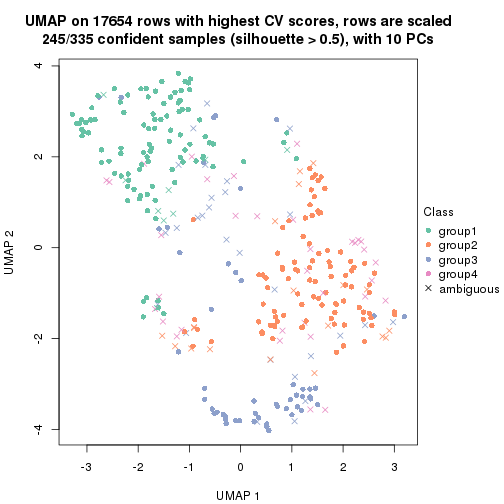 UMAP on 17654 rows with highest CV scores, rows are scaled
245/335 confident samples (silhouette > 0.5), with 10 PCs
4
2
0
-2
-4
UMAP 2
-3 -2 -1 0 1 2 3
UMAP 1
Class
group1
group2
group3
group4
ambiguous